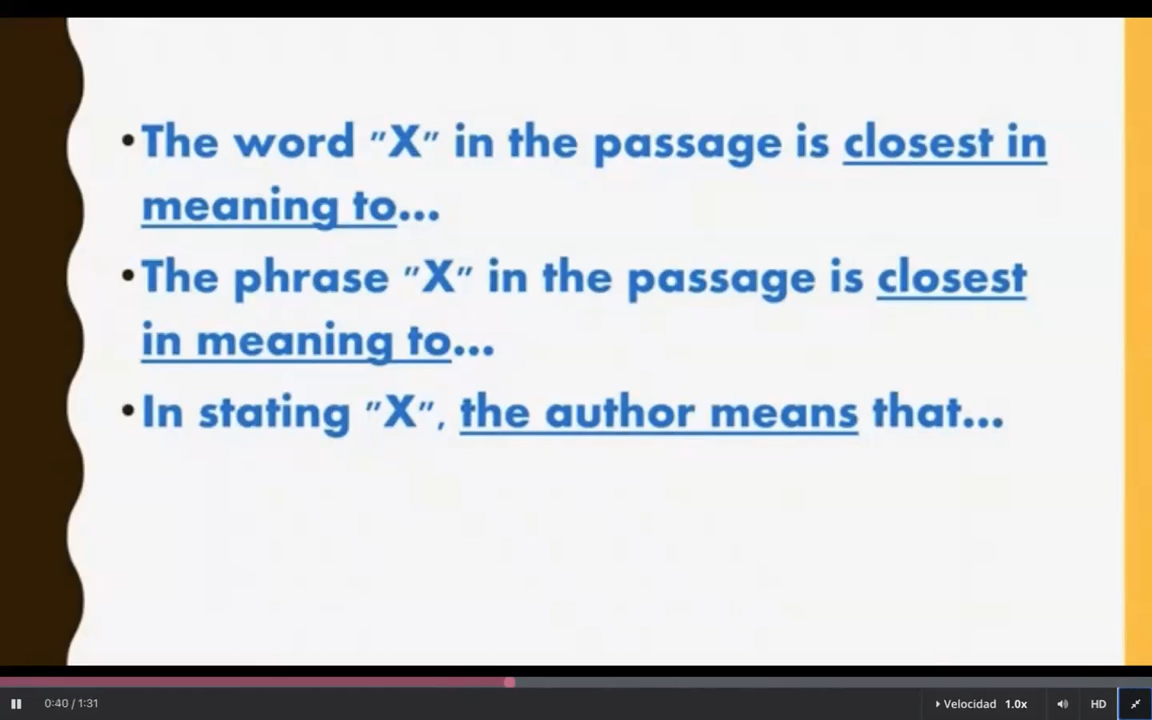 •The word "X" in the passage is closest in
meaning to...
•The phrase "X" in the passage is closest
in meaning to...
•In stating "X", the author means that...
0:40 / 1:31
Velocidad 1.0x
HD